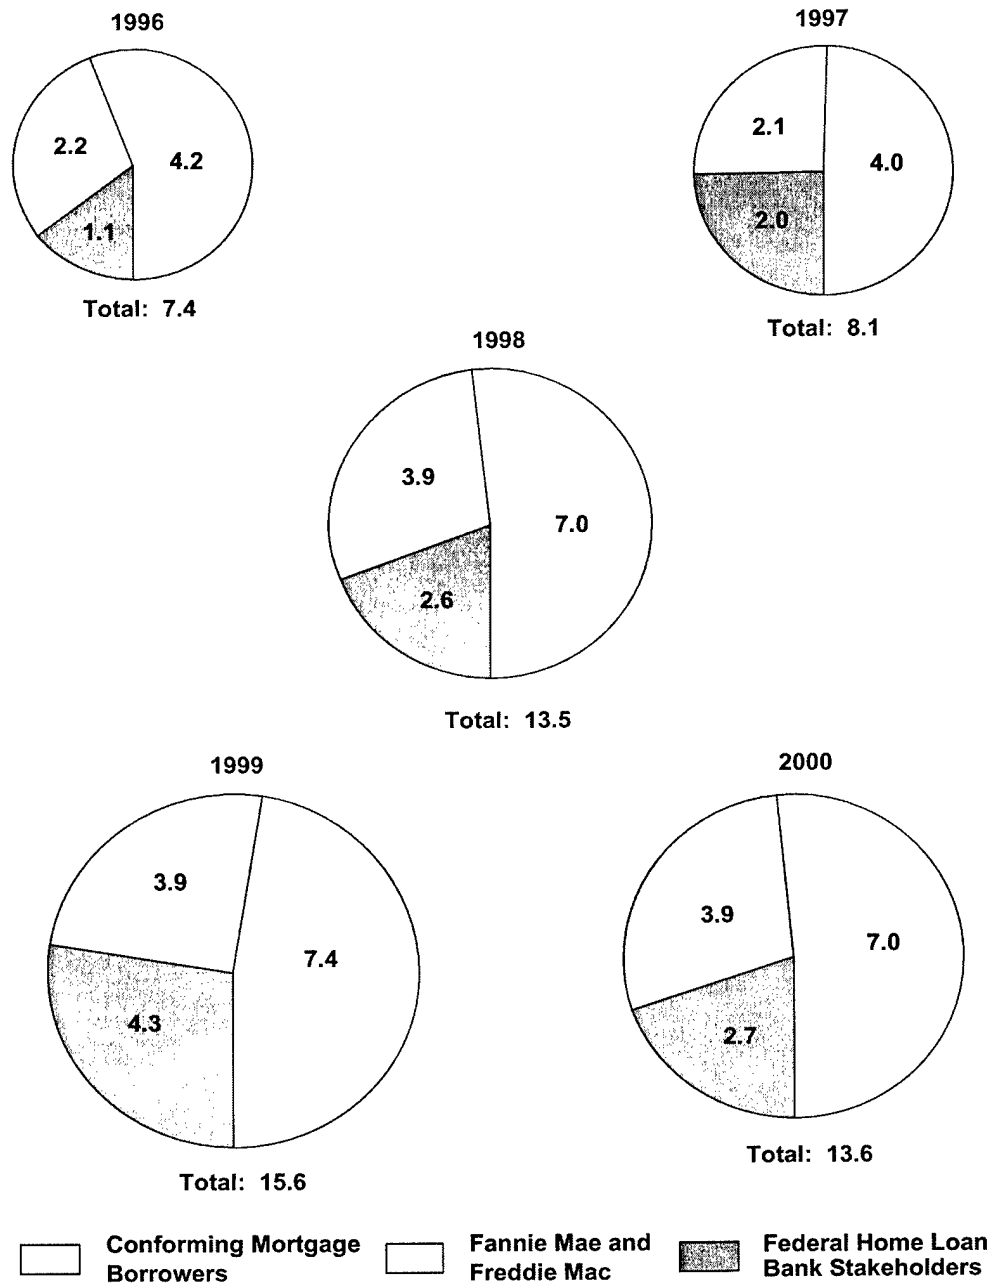 1996
2.2
4.2
1.1
Total: 7.4
1997
2.1
4.0
2.0
Total: 8.1
1998
3.9
7.0
2.6
Total: 13.5
1999
3.9
7.4
4.3
Total: 15.6
2000
3.9
7.0
2.7
Total: 13.6
Conforming Mortgage
Borrowers
Fannie Mae and
Freddie Mac
Federal Home Loan
Bank Stakeholders